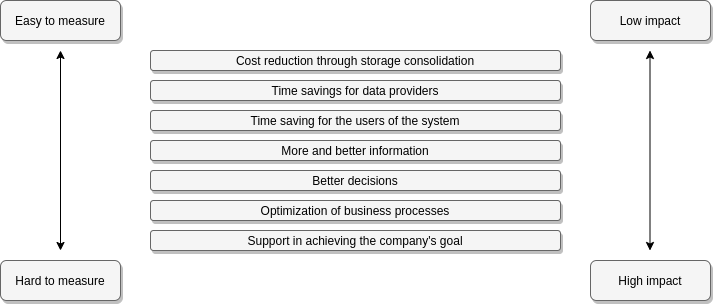 Easy to measure
Low impact
Cost reduction through storage consolidation
Time savings for data providers
Time saving for the users of the system
More and better information
Better decisions
Optimization of business processes
Support in achieving the company's goal
Hard to measure
High impact